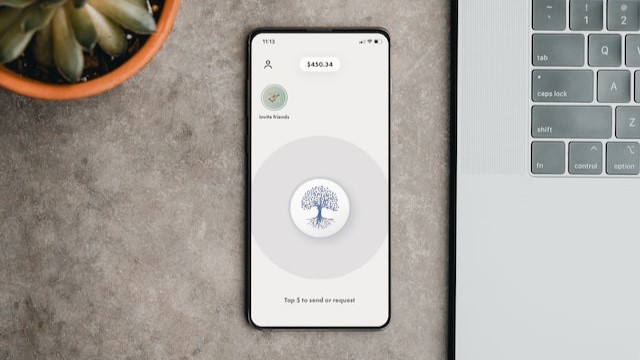 11:13
$450.34
Invite friends
Tap $ to send or request
~
`
!
1
@
2
tab
Q
caps lock
A
shift
Z
fn
control
option